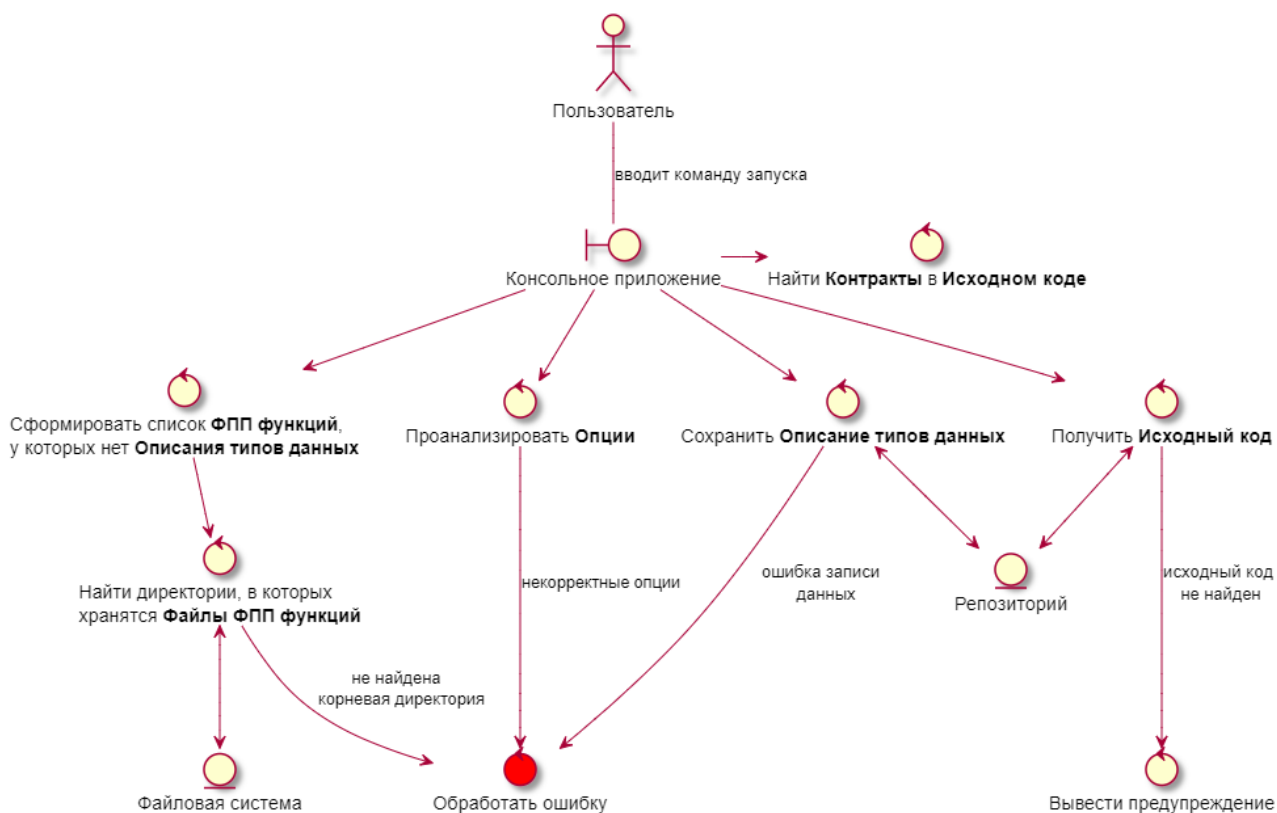 Пользователь
вводит команду запуска
Консольное приложение
Найти Контракты в Исходном коде
Сформировать список ФПП функций,
у которых нет Описания типов данных
Проанализировать Опции
Сохранить Описание типов данных
Получить Исходный код
Найти директории, в которых
хранятся Файлы ФПП функций
некорректные опции
ошибка записи
данных
Репозиторий
исходный код
не найден
не найдена
корневая директория
Файловая система
Обработать ошибку
Вывести предупреждение